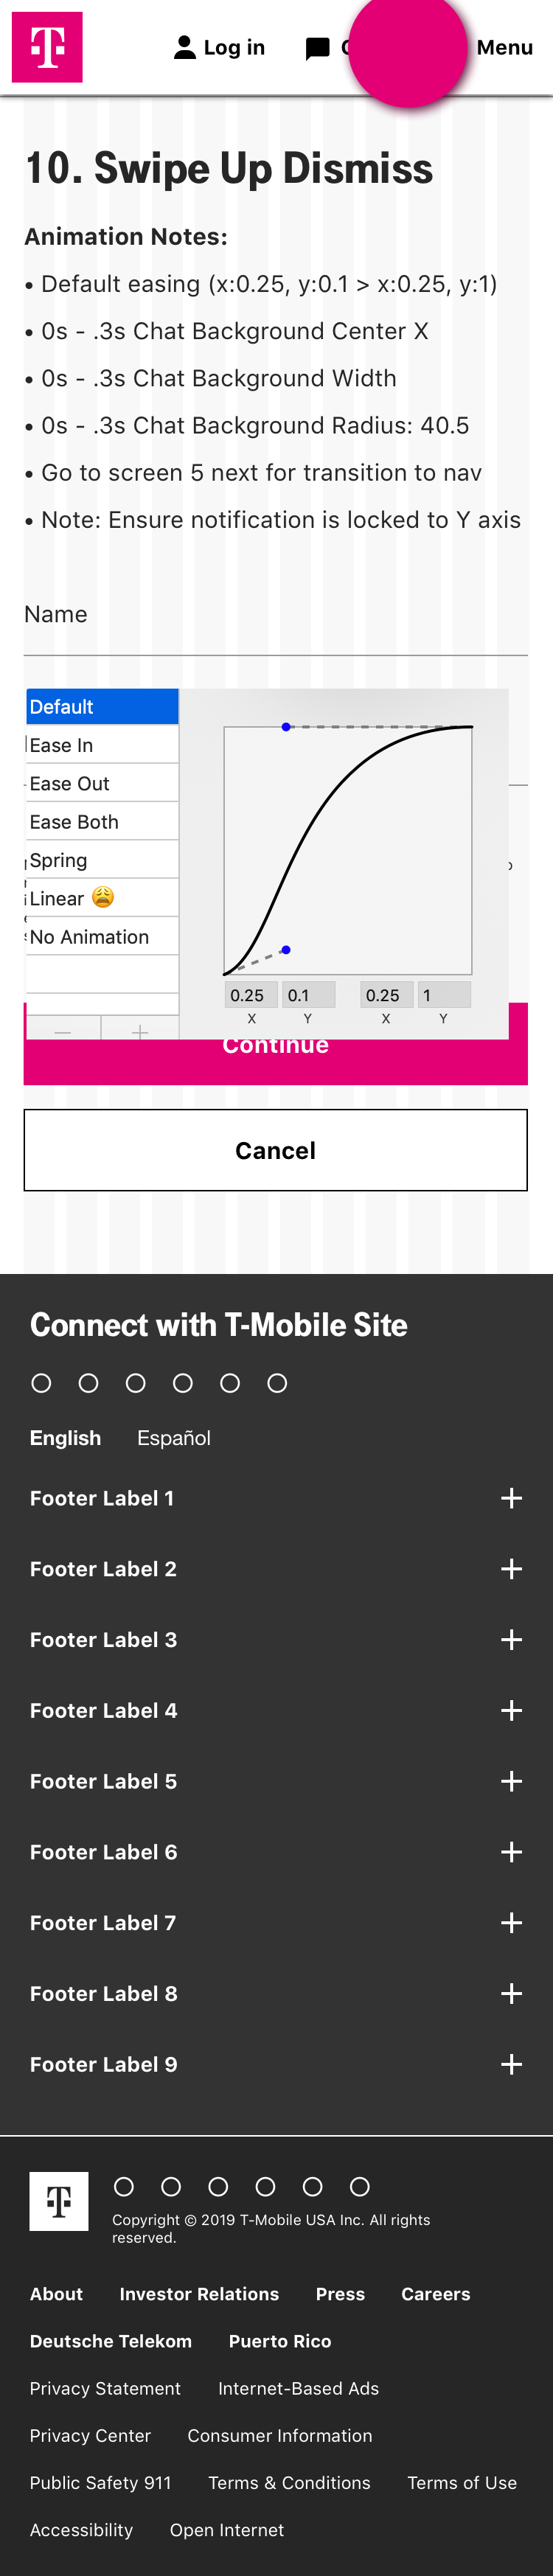 T
Log in
Menu
10. Swipe Up Dismiss
Animation Notes:
• Default easing (x:0.25, y:0.1 > x:0.25, y:1)
• 0s - .3s Chat Background Center X
• 0s - .3s Chat Background Width
• 0s - .3s Chat Background Radius: 40.5
• Go to screen 5 next for transition to nav
• Note: Ensure notification is locked to Y axis
Name
Default
Ease In
Ease Out
Ease Both
Spring
Linear 😩
No Animation
0.25 0.1 0.25 1
X Y X Y
Continue
Cancel
Connect with T-Mobile Site
English Español
Footer Label 1
Footer Label 2
Footer Label 3
Footer Label 4
Footer Label 5
Footer Label 6
Footer Label 7
Footer Label 8
Footer Label 9
T
Copyright © 2019 T-Mobile USA Inc. All rights
reserved.
About Investor Relations Press Careers
Deutsche Telekom Puerto Rico
Privacy Statement Internet-Based Ads
Privacy Center Consumer Information
Public Safety 911 Terms & Conditions Terms of Use
Accessibility Open Internet